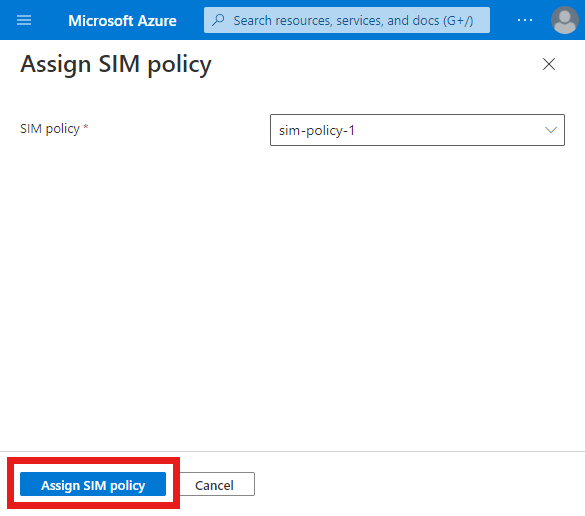 Microsoft Azure
Search resources, services, and docs (G+/)
Assign SIM policy
SIM policy *
sim-policy-1
Assign SIM policy
Cancel